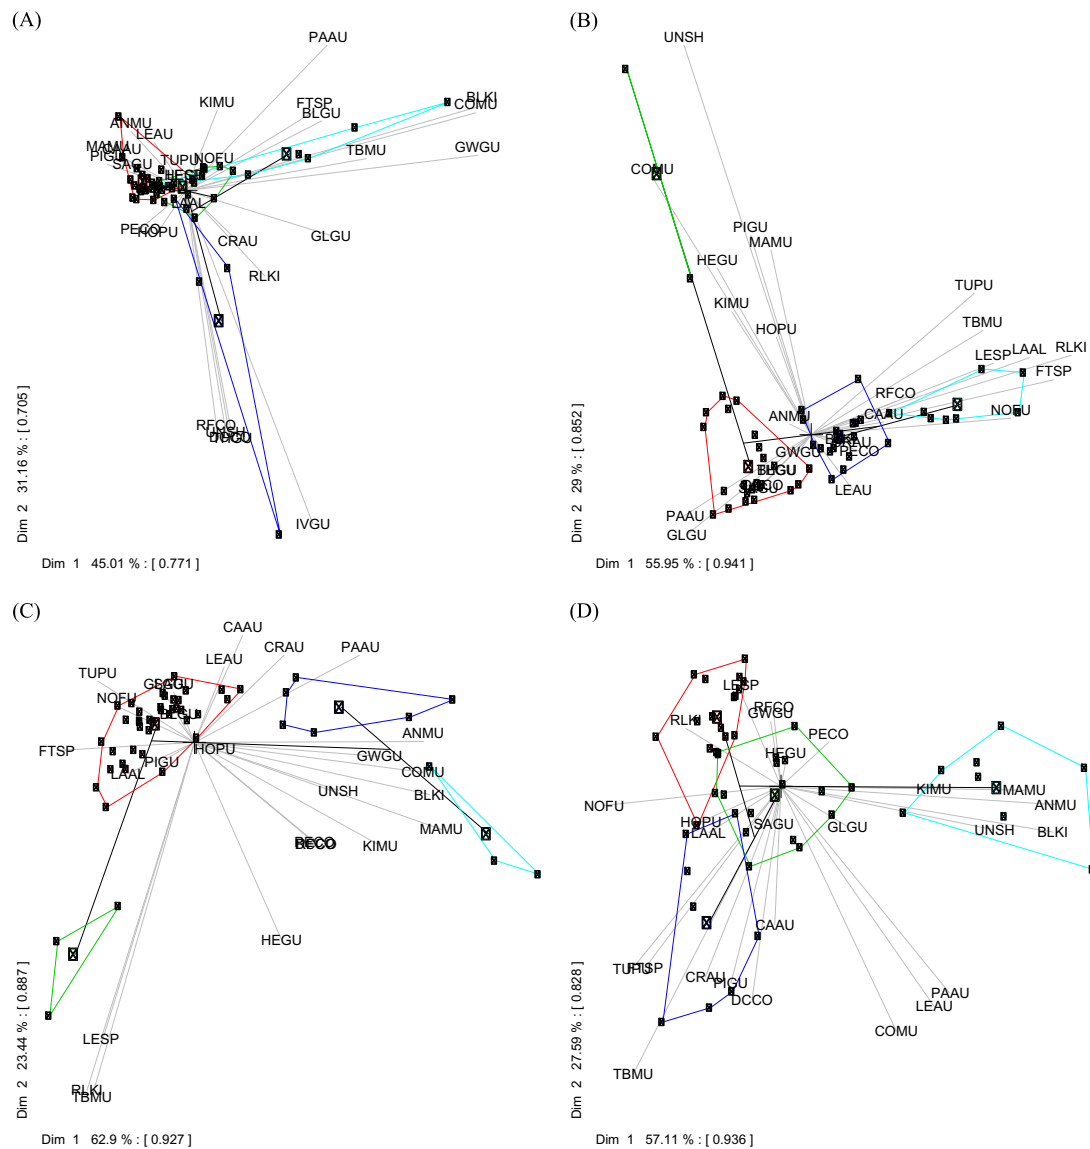 (A)
PAAU
KIMU
FTSP
BLGU
BLKI
COMU
ANMU
LEAU
MAMU
PIGU
SAGU
TUPU
NOFU
TBMU
GWGU
LAAL
PECO
HOPU
CRAU
GLGU
RLKI
RFCO
IVGU
Dim 2 31.16 % : [ 0.705 ]
Dim 1 45.01 % : [ 0.771 ]
(B)
UNSH
COMU
PIGU
MAMU
HEGU
KIMU
HOPU
TUPU
TBMU
RLKI
LAAL
LESP
FTSP
RFCO
NOFU
ANMU
CAAU
PECO
GWGU
LEAU
PAAU
GLGU
Dim 2 29 % : [ 0.852 ]
Dim 1 55.95 % : [ 0.941 ]
(C)
CAAU
CRAU
PAAU
LEAU
TUPU
NOFU
BLGU
ANMU
FTSP
HOPU
GWGU
PIGU
LAAL
COMU
UNSH
BLKI
MAMU
KIMU
HEGU
LESP
RLKI
TBMU
Dim 2 23.44 % : [ 0.887 ]
Dim 1 62.9 % : [ 0.927 ]
(D)
LESP
RFCO
GWGU
RLKI
PECO
HEGU
KIMU
MAMU
NOFU
ANMU
HOPU
SAGU
GLGU
UNSH
BLKI
LAAL
CAAU
TUPU
FTSP
CRAU
PIGU
DCCO
PAAU
LEAU
COMU
TBMU
Dim 2 27.59 % : [ 0.828 ]
Dim 1 57.11 % : [ 0.936 ]